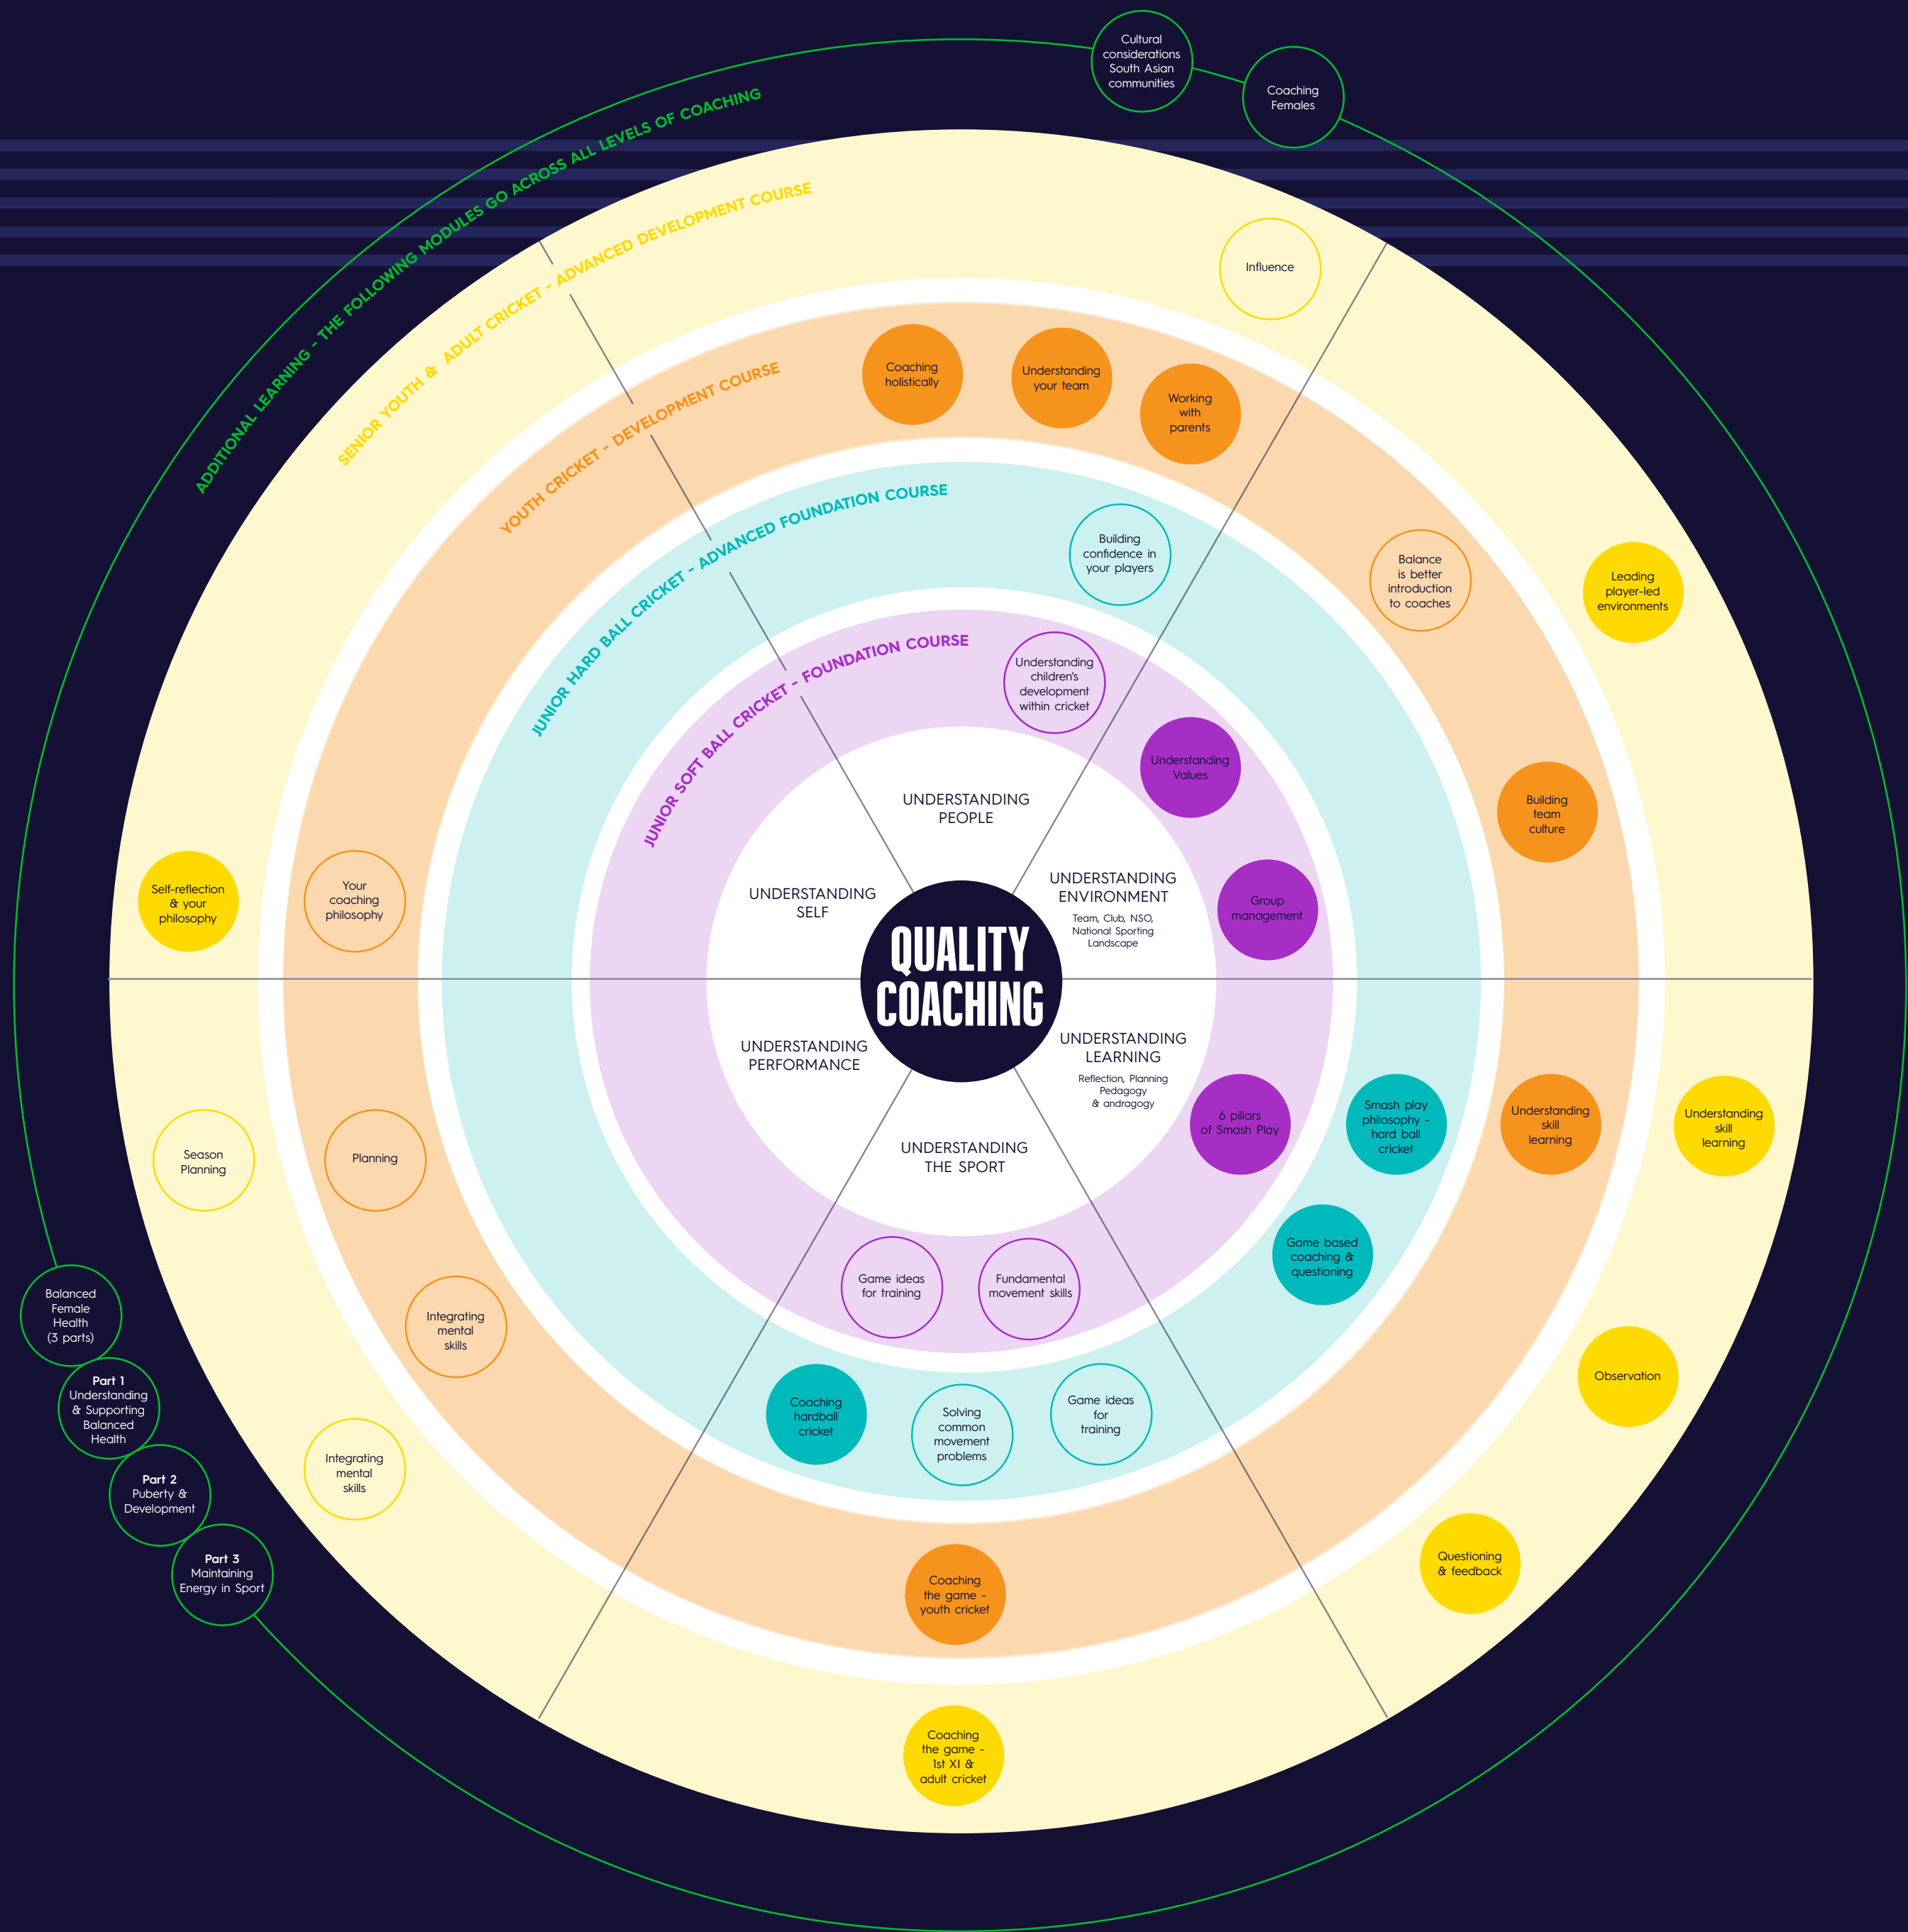 Cultural
considerations
South Asian
communities
Coaching
Females
ADDITIONAL LEARNING - THE FOLLOWING MODULES GO ACROSS ALL LEVELS OF COACHING
SENIOR YOUTH & ADULT CRICKET - ADVANCED DEVELOPMENT COURSE
Influence
YOUTH CRICKET - DEVELOPMENT COURSE
Coaching
holistically
Understanding
your team
Working
with
parents
JUNIOR HARD BALL CRICKET - ADVANCED FOUNDATION COURSE
Building
confidence in
your players
Balance
is better
introduction
to coaches
Leading
player-led
environments
JUNIOR SOFT BALL CRICKET - FOUNDATION COURSE
Understanding
children's
development
within cricket
Understanding
Values
Building
team
culture
UNDERSTANDING
PEOPLE
Self-reflection
& your
philosophy
Your
coaching
philosophy
UNDERSTANDING
SELF
UNDERSTANDING
ENVIRONMENT
Team, Club, NSO,
National Sporting
Landscape
Group
management
QUALITY
COACHING
UNDERSTANDING
PERFORMANCE
UNDERSTANDING
LEARNING
Reflection, Planning
Pedagogy
& andragogy
6 pillars
of Smash Play
Smash play
philosophy -
hard ball
cricket
Understanding
skill
learning
Understanding
skill
learning
Season
Planning
Planning
UNDERSTANDING
THE SPORT
Game based
coaching &
questioning
Game ideas
for training
Fundamental
movement skills
Balanced
Female
Health
(3 parts)
Integrating
mental
skills
Part 1
Understanding
& Supporting
Balanced
Health
Coaching
hardball
cricket
Solving
common
movement
problems
Game ideas
for
training
Observation
Integrating
mental
skills
Part 2
Puberty &
Development
Part 3
Maintaining
Energy in Sport
Questioning
& feedback
Coaching
the game -
youth cricket
Coaching
the game -
1st XI &
adult cricket